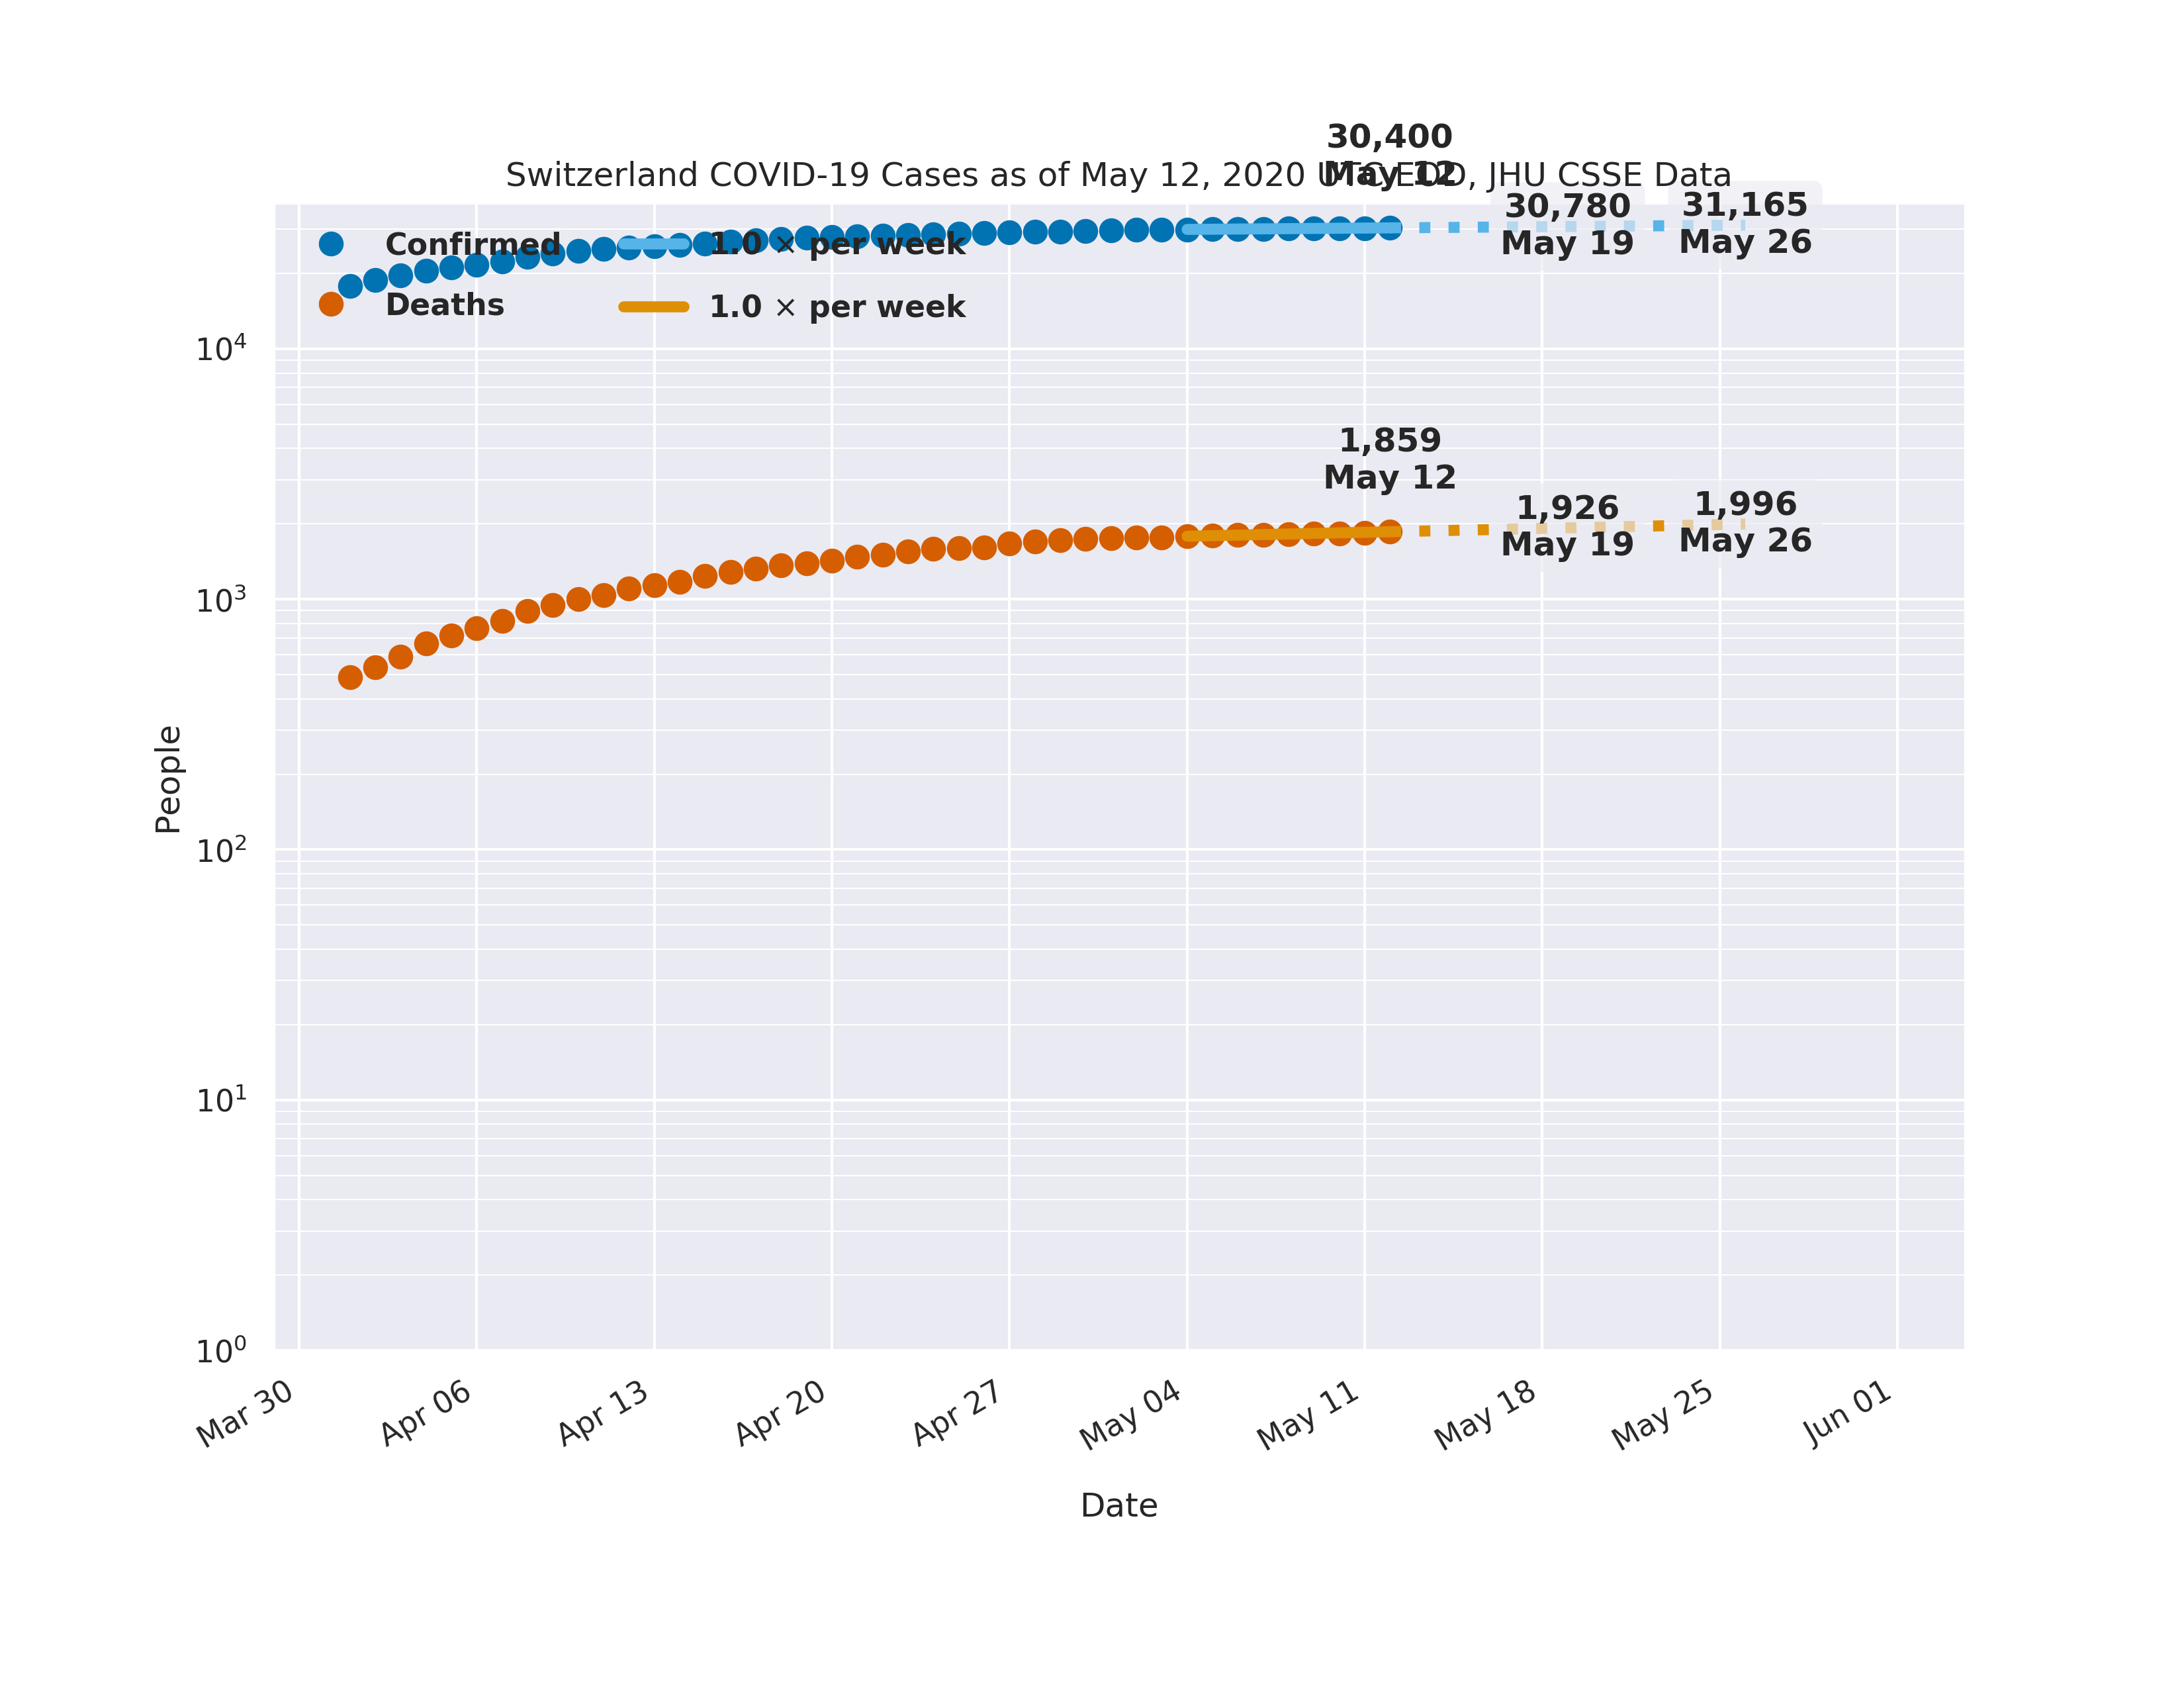 30,400
May 12
Switzerland COVID-19 Cases as of May 12, 2020 UTC EOD, JHU CSSE Data
30,780
May 19
31,165
May 26
Confirmed
1.0 × per week
Deaths
1.0 × per week
1,859
May 12
1,926
May 19
1,996
May 26
People
10⁴
10³
10²
10¹
10⁰
Mar 30
Apr 06
Apr 13
Apr 20
Apr 27
May 04
May 11
May 18
May 25
Jun 01
Date